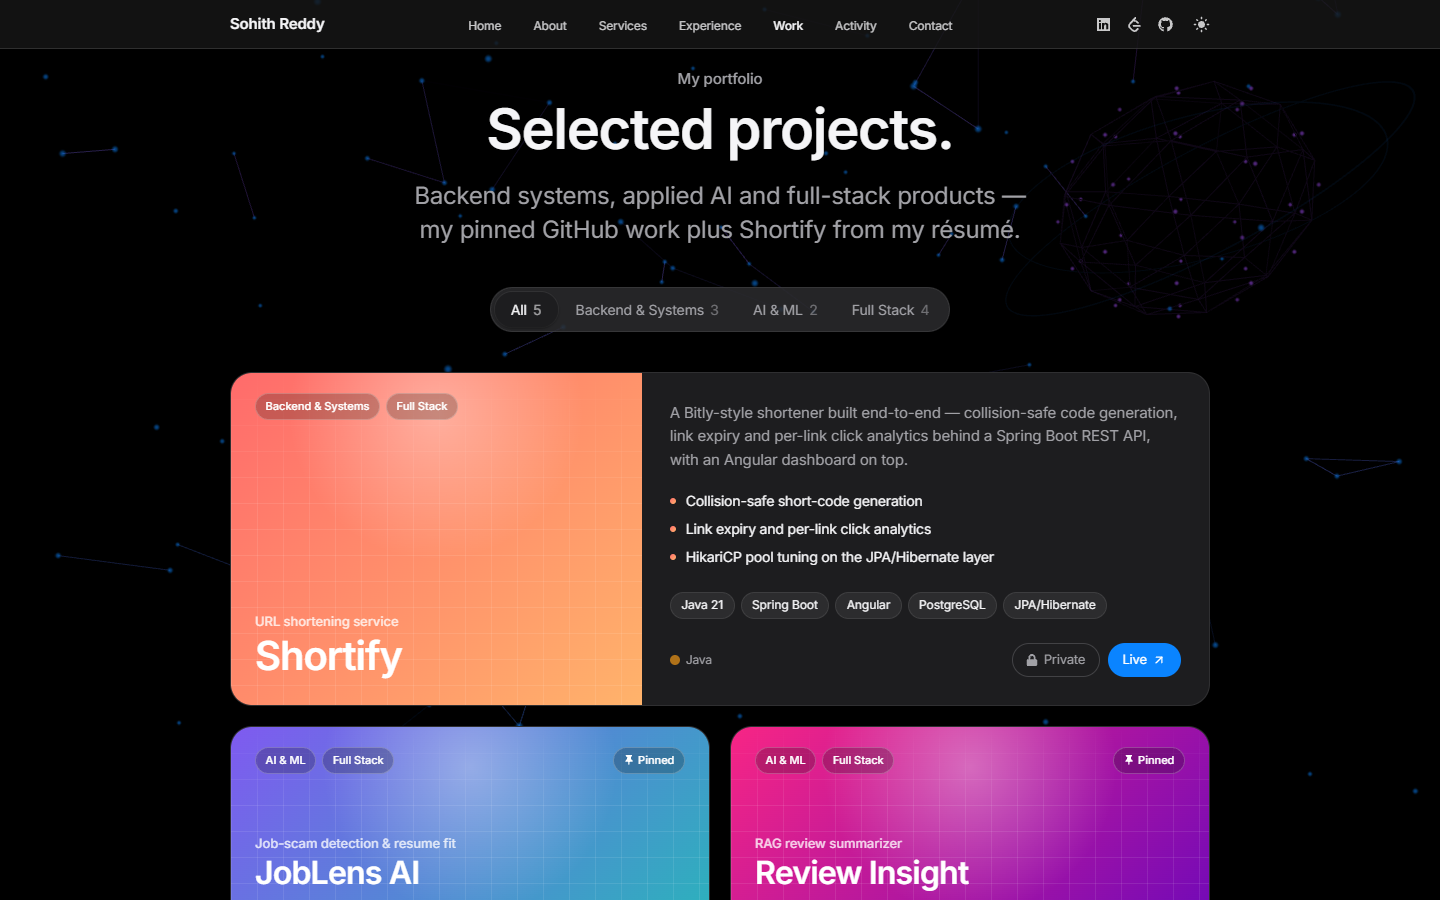 Sohith Reddy
Home
About
Services
Experience
Work
Activity
Contact
My portfolio
Selected projects.
Backend systems, applied AI and full-stack products —
my pinned GitHub work plus Shortify from my résumé.
All 5
Backend & Systems 3
AI & ML 2
Full Stack 4
Backend & Systems
Full Stack
URL shortening service
Shortify
A Bitly-style shortener built end-to-end — collision-safe code generation,
link expiry and per-link click analytics behind a Spring Boot REST API,
with an Angular dashboard on top.
Collision-safe short-code generation
Link expiry and per-link click analytics
HikariCP pool tuning on the JPA/Hibernate layer
Java 21
Spring Boot
Angular
PostgreSQL
JPA/Hibernate
Java
Private
Live
AI & ML
Full Stack
Pinned
Job-scam detection & resume fit
JobLens AI
AI & ML
Full Stack
Pinned
RAG review summarizer
Review Insight